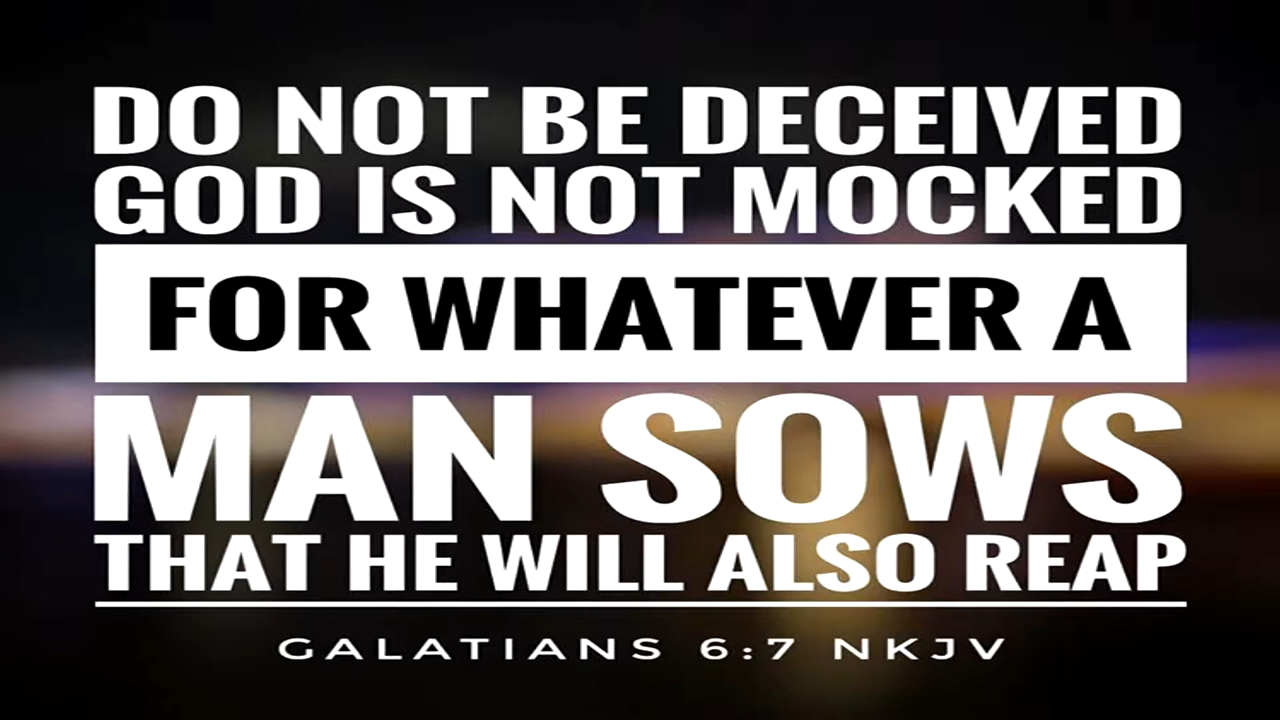 DO NOT BE DECEIVED
GOD IS NOT MOCKED
FOR WHATEVER A
MAN SOWS
THAT HE WILL ALSO REAP
GALATIANS 6:7 NKJV